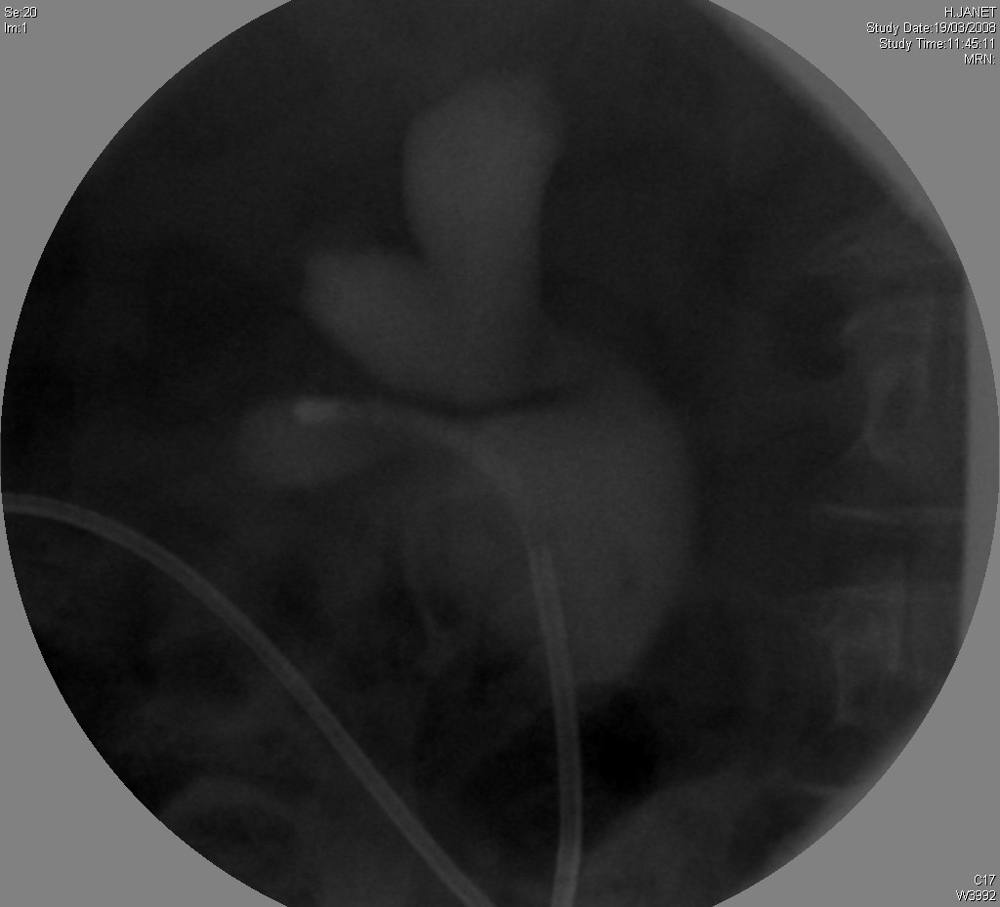 Se:20
Im:1
H.JANET
Study Date:19/03/2008
Study Time:11:45:11
MRN:
C17
W3992